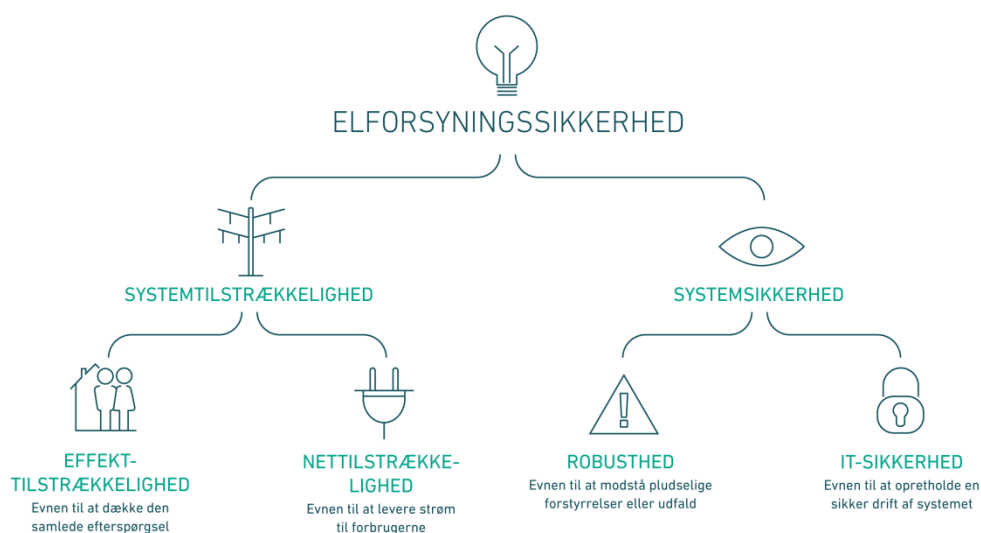 ELFORSYNINGSSIKKERHED
SYSTEMTILSTRÆKKELIGHED
SYSTEMSIKKERHED
EFFEKT-
TILSTRÆKKELIGHED
Evnen til at dække den
samlede efterspørgsel
NETTILSTRÆKKE-
LIGHED
Evnen til at levere strøm
til forbrugerne
ROBUSTHED
Evnen til at modstå pludselige
forstyrrelser eller udfald
IT-SIKKERHED
Evnen til at opretholde en
sikker drift af systemet